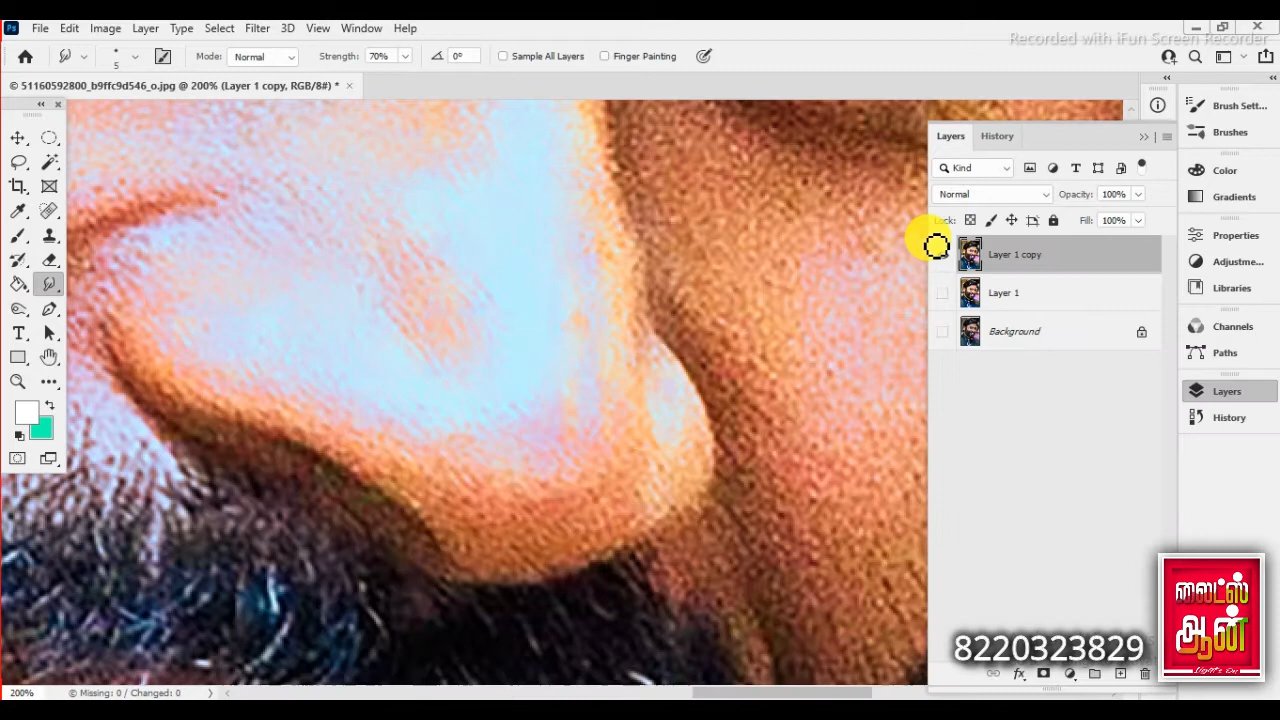 Ps File Edit Image Layer Type Select Filter 3D View Window Help
Recorded with iFun Screen Recorder
5 Mode: Normal Strength: 70% 0° Sample All Layers Finger Painting
© 51160592800_b9ffc9d546_o.jpg @ 200% (Layer 1 copy, RGB/8#) * ×
Layers History
Kind
Normal Opacity: 100%
Lock: Fill: 100%
Layer 1 copy
Layer 1
Background
Brush Sett...
Brushes
Color
Gradients
Properties
Adjustme...
Libraries
Channels
Paths
Layers
History
லைட்ஸ்
ஆன்
8220323829
200% © Missing: 0 / Changed: 0